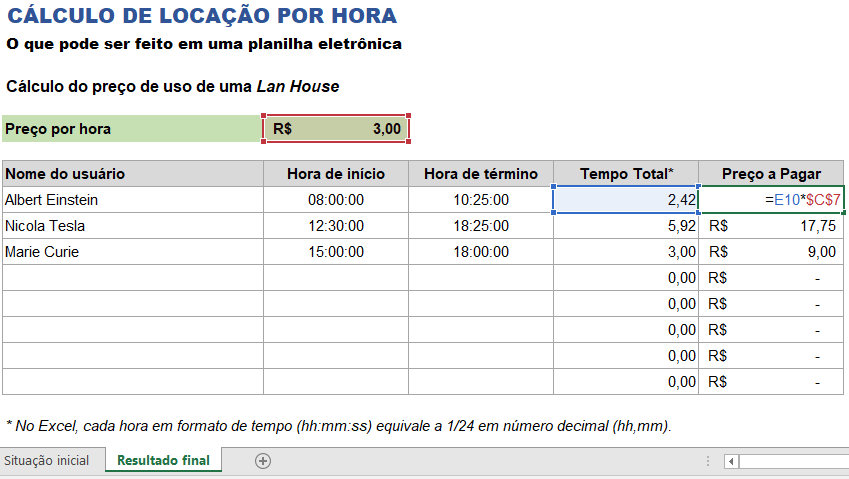 CÁLCULO DE LOCAÇÃO POR HORA
O que pode ser feito em uma planilha eletrônica
Cálculo do preço de uso de uma Lan House
Preço por hora R$ 3,00
Nome do usuário Hora de início Hora de término Tempo Total* Preço a Pagar
Albert Einstein 08:00:00 10:25:00 2,42 =E10*$C$7
Nicola Tesla 12:30:00 18:25:00 5,92 R$ 17,75
Marie Curie 15:00:00 18:00:00 3,00 R$ 9,00
0,00 R$ -
0,00 R$ -
0,00 R$ -
0,00 R$ -
0,00 R$ -
* No Excel, cada hora em formato de tempo (hh:mm:ss) equivale a 1/24 em número decimal (hh,mm).
Situação inicial Resultado final